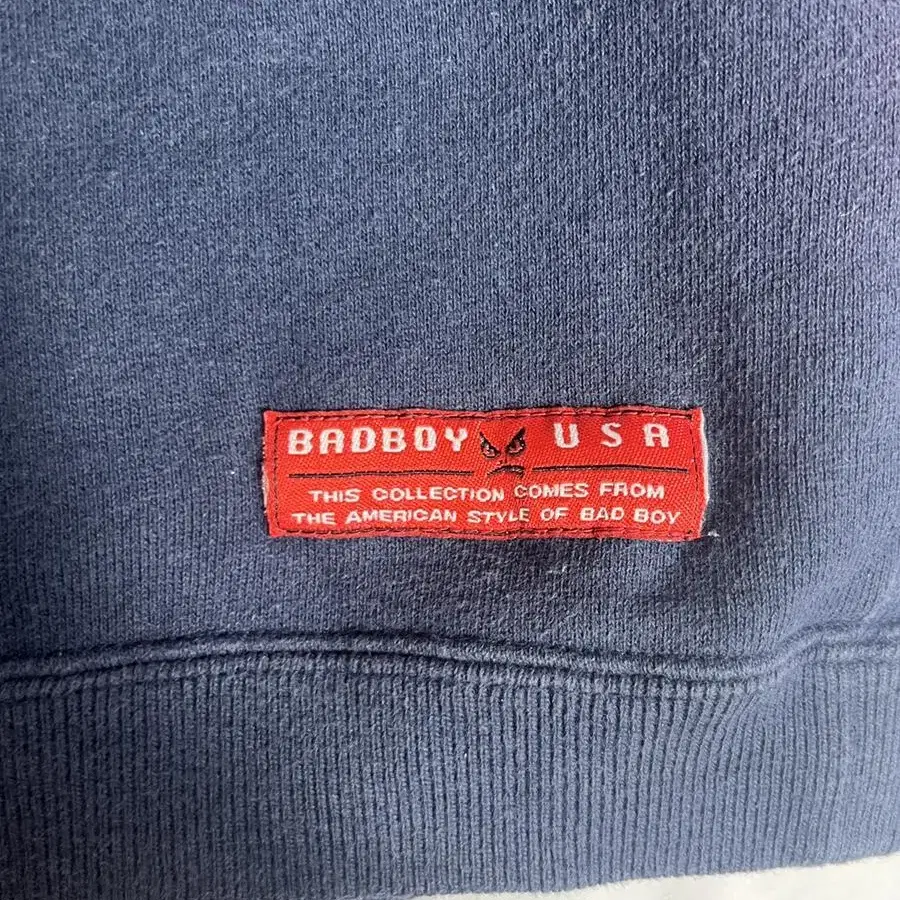 BADBOY USA
THIS COLLECTION COMES FROM
THE AMERICAN STYLE OF BAD BOY